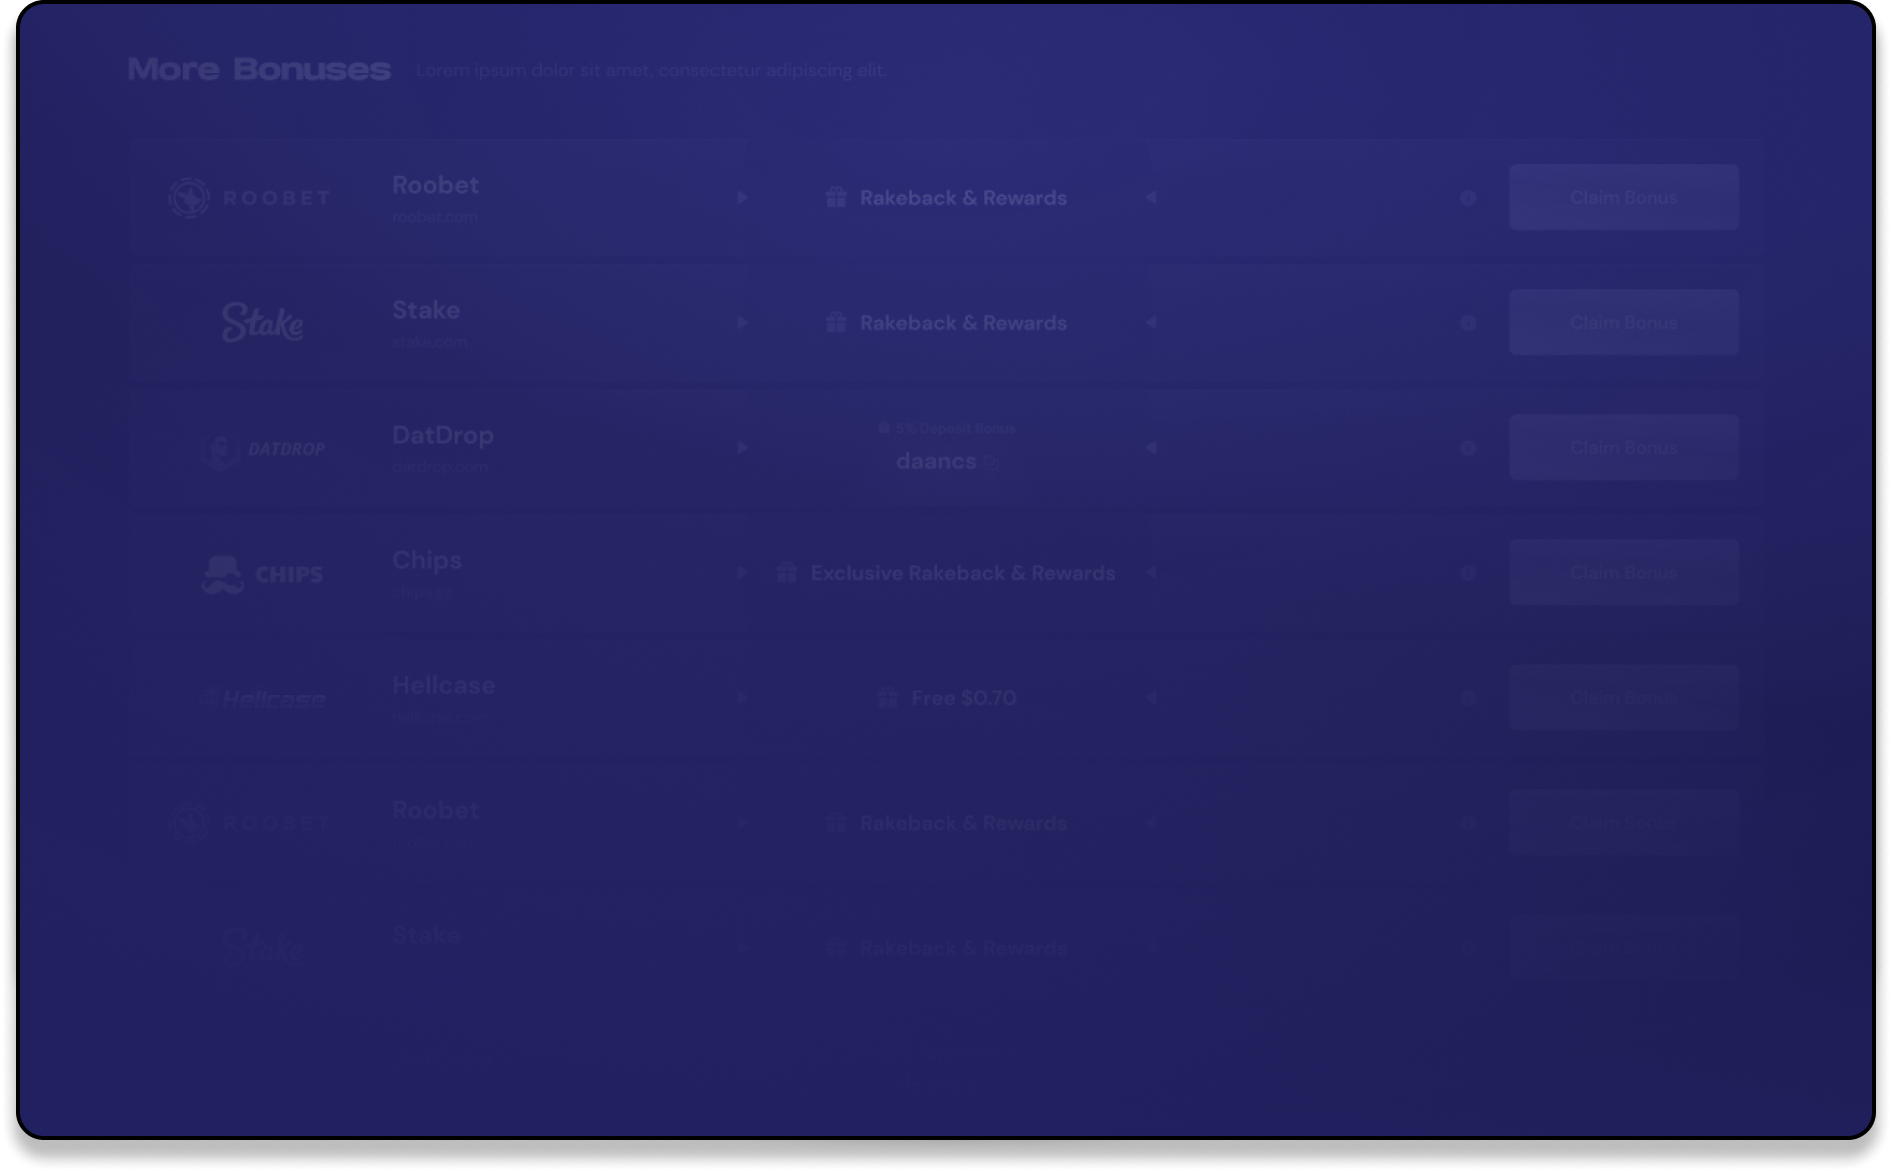 More Bonuses Lorem ipsum dolor sit amet, consectetur adipiscing elit.
ROOBET Roobet Rakeback & Rewards Claim Bonus
roobet.com
Stake Stake Rakeback & Rewards Claim Bonus
stake.com
DATDROP DatDrop 5% Deposit Bonus Claim Bonus
datdrop.com daancs
CHIPS Chips Exclusive Rakeback & Rewards Claim Bonus
chips.gg
Hellcase Hellcase Free $0.70 Claim Bonus
hellcase.com
ROOBET Roobet Rakeback & Rewards Claim Bonus
Stake Stake Rakeback & Rewards